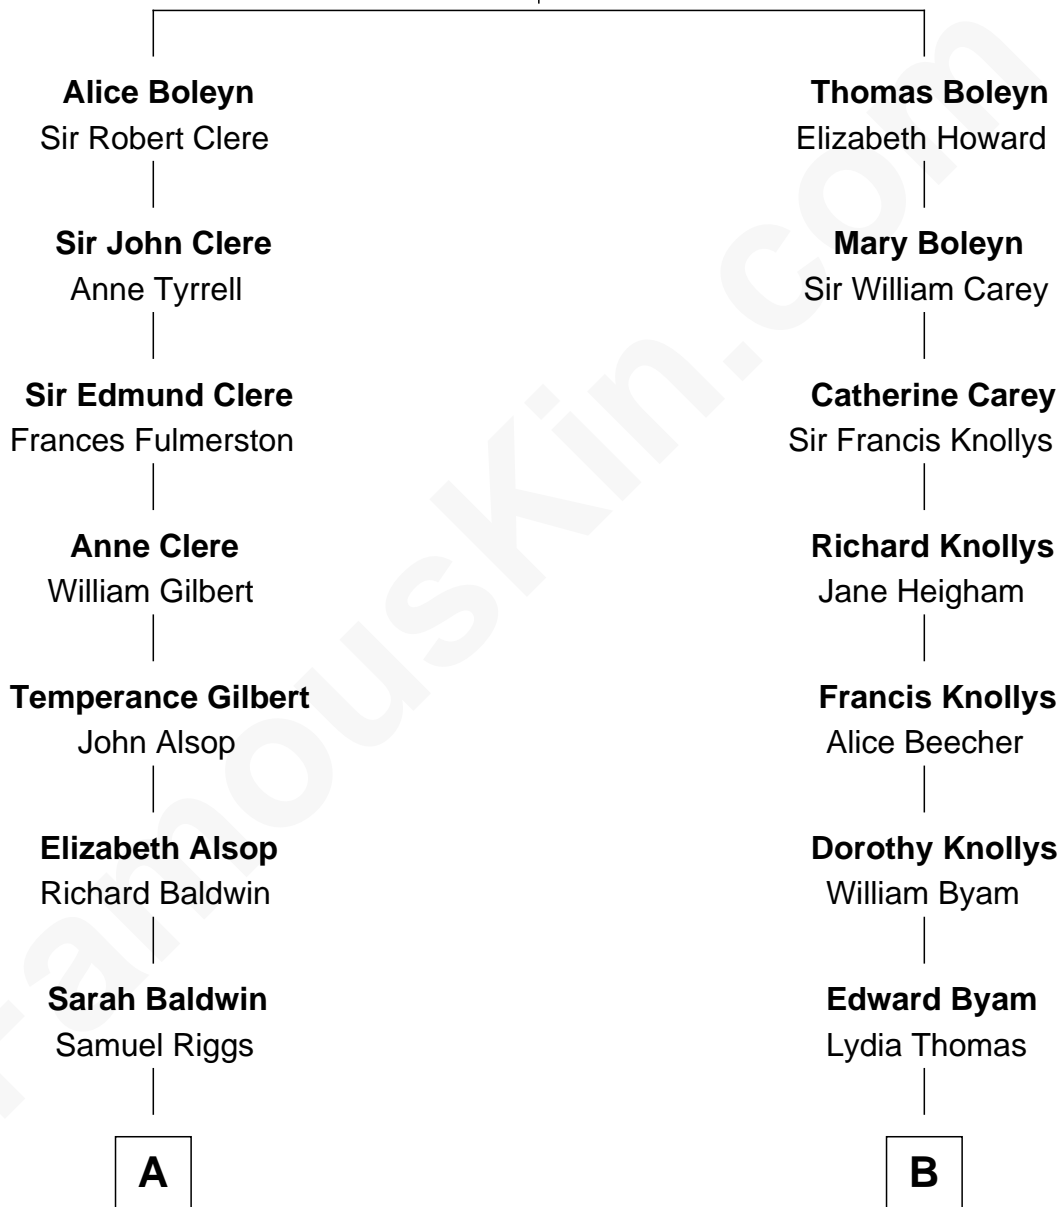 Alice Boleyn
Sir Robert Clere
Sir John Clere
Anne Tyrrell
Sir Edmund Clere
Frances Fulmerston
Anne Clere
William Gilbert
Temperance Gilbert
John Alsop
Elizabeth Alsop
Richard Baldwin
Sarah Baldwin
Samuel Riggs
A
Thomas Boleyn
Elizabeth Howard
Mary Boleyn
Sir William Carey
Catherine Carey
Sir Francis Knollys
Richard Knollys
Jane Heigham
Francis Knollys
Alice Beecher
Dorothy Knollys
William Byam
Edward Byam
Lydia Thomas
B
FamousKin.com